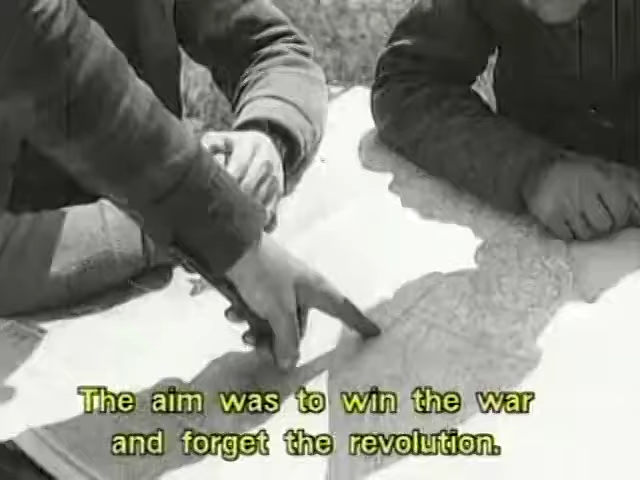 The aim was to win the war
and forget the revolution.